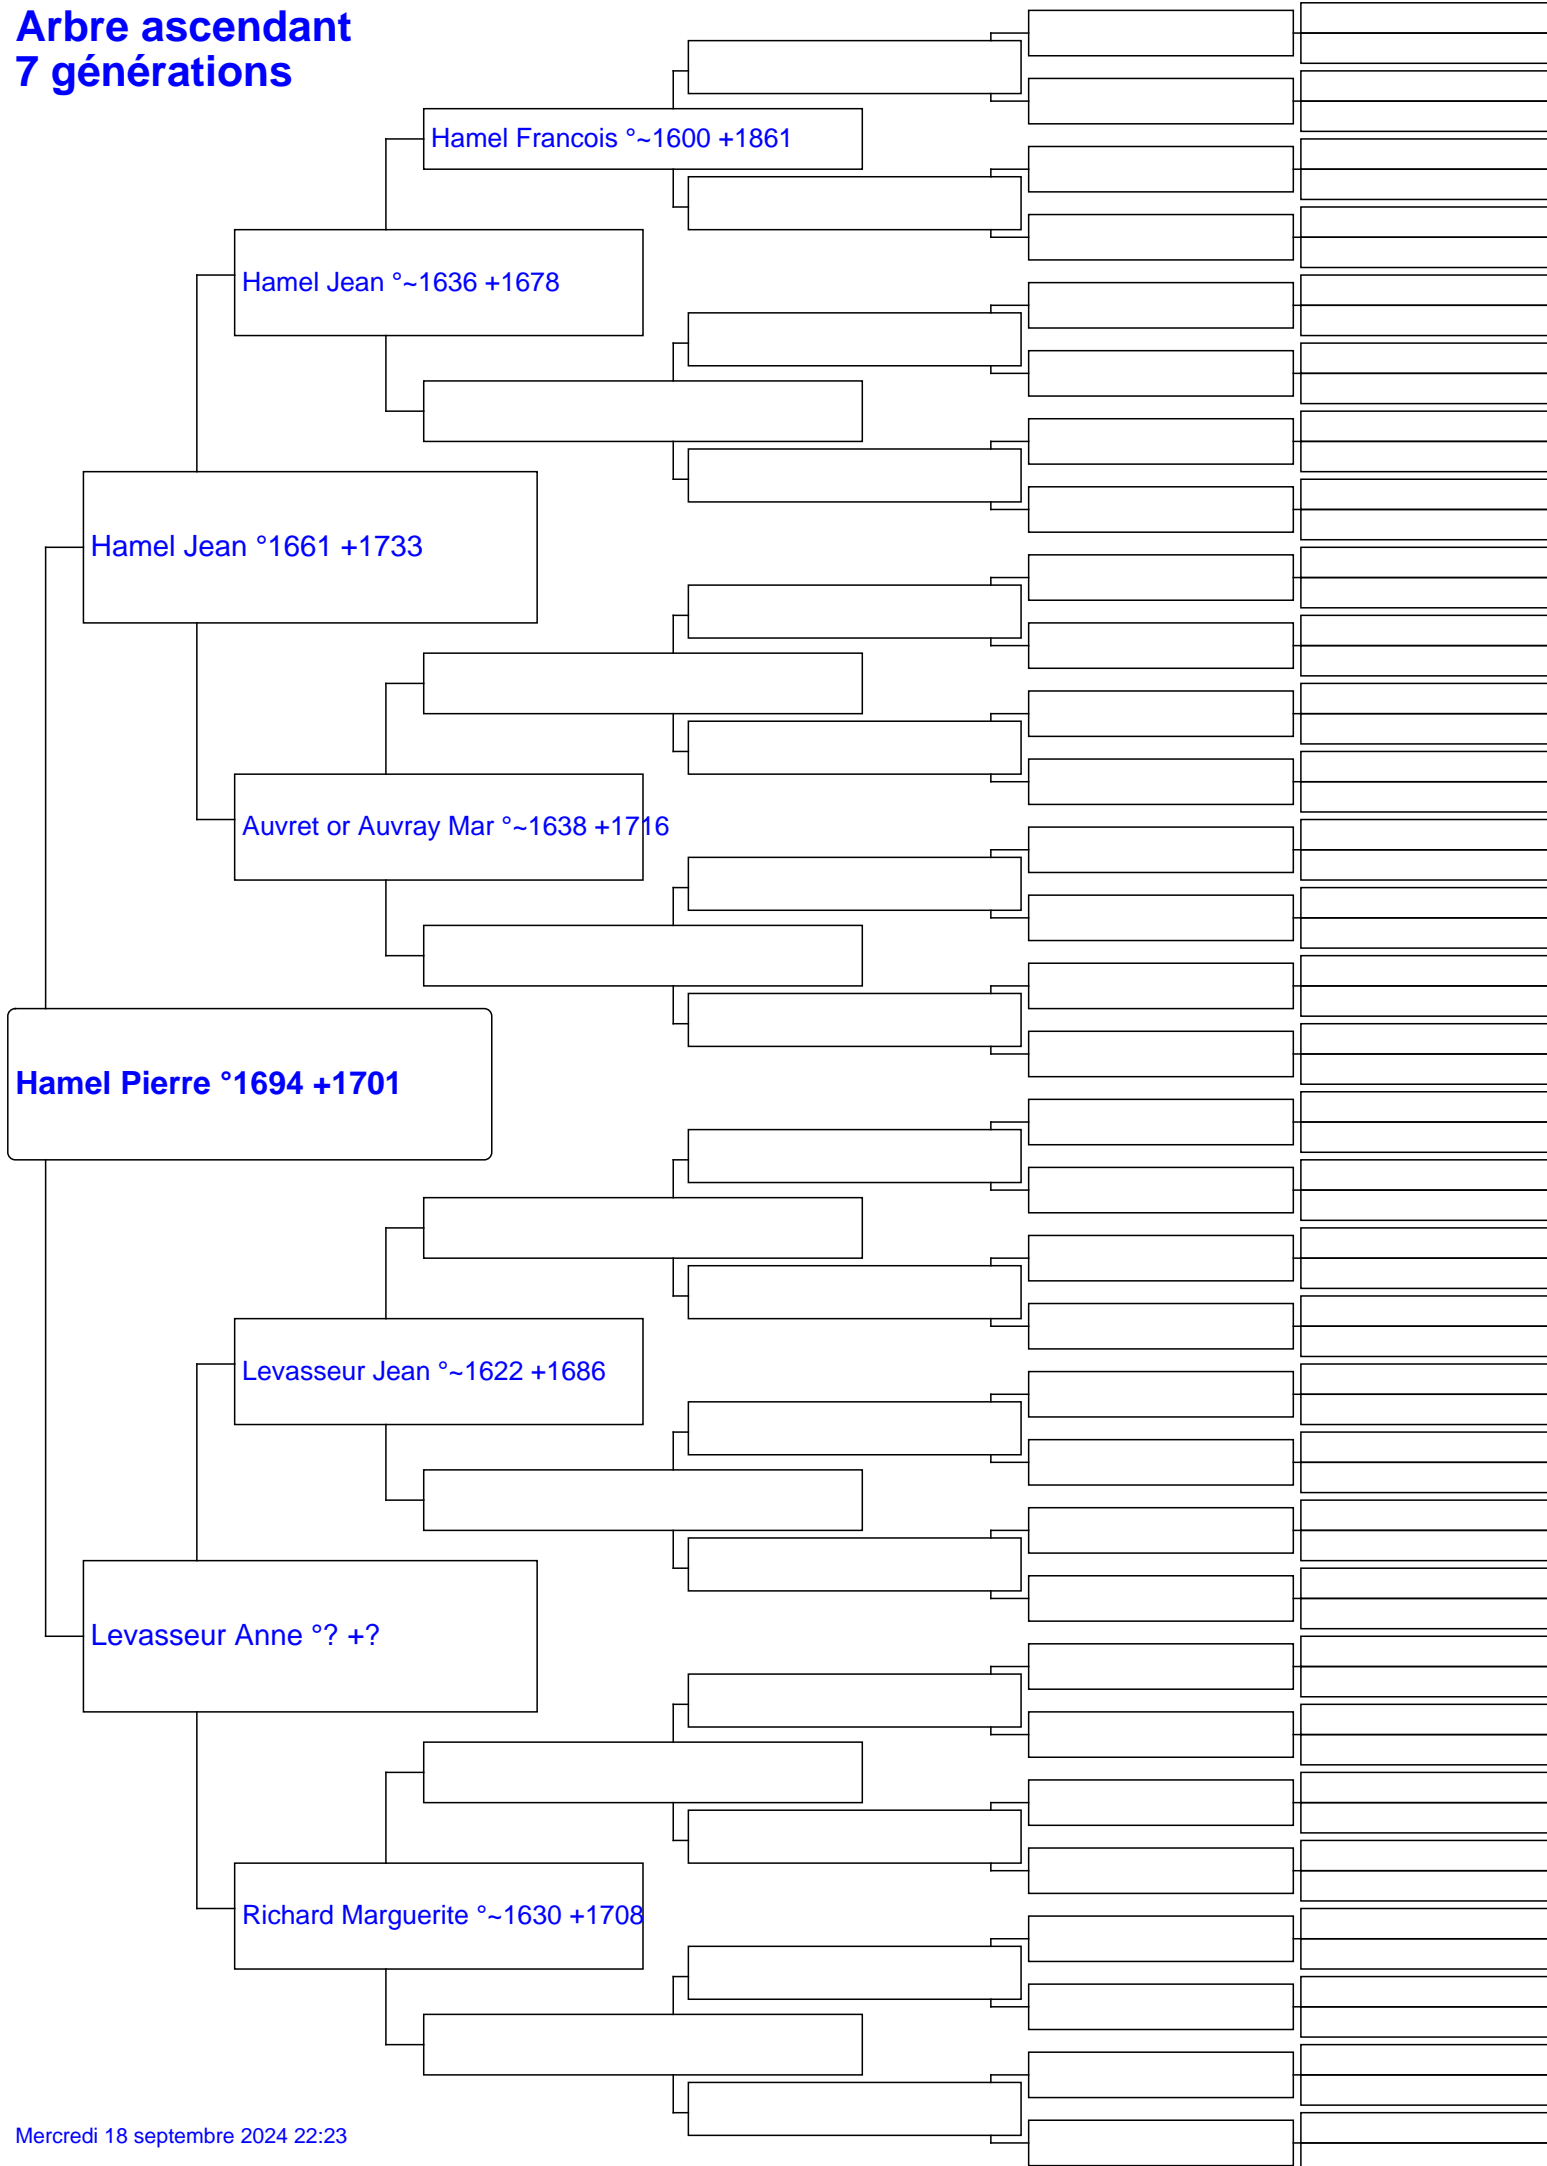 Arbre ascendant
7 générations
Hamel Francois °~1600 +1861
Hamel Jean °~1636 +1678
Hamel Jean °1661 +1733
Auvret or Auvray Mar °~1638 +1716
Hamel Pierre °1694 +1701
Levasseur Jean °~1622 +1686
Levasseur Anne °? +?
Richard Marguerite °~1630 +1708
Mercredi 18 septembre 2024 22:23